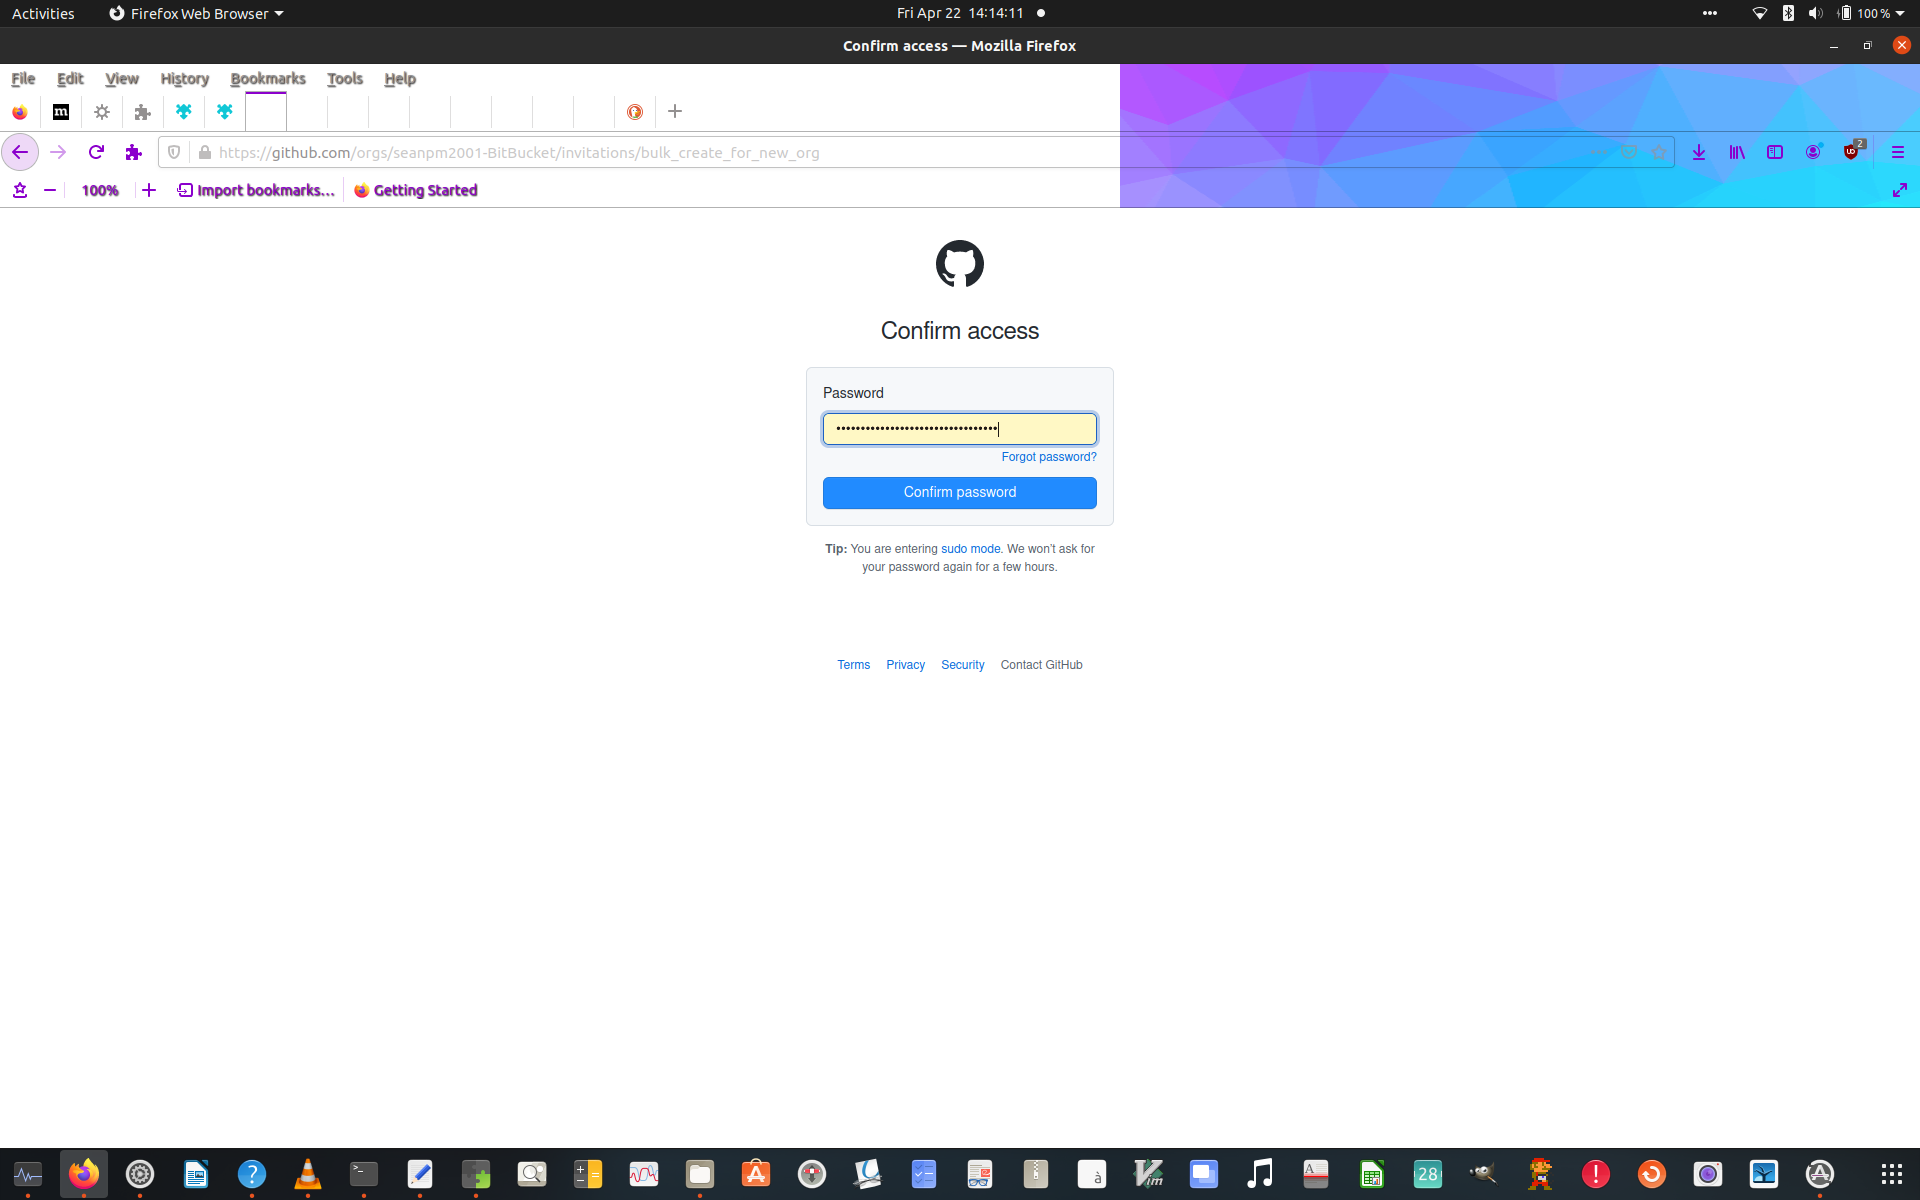 Activities
Firefox Web Browser
Fri Apr 22 14:14:11
100 %
Confirm access — Mozilla Firefox
File Edit View History Bookmarks Tools Help
m
https://github.com/orgs/seanpm2001-BitBucket/invitations/bulk_create_for_new_org
2
100%
Import bookmarks...
Getting Started
Confirm access
Password
••••••••••••••••••••••••••••••••••
Forgot password?
Confirm password
Tip: You are entering sudo mode. We won't ask for
your password again for a few hours.
Terms Privacy Security Contact GitHub
>_
?
à
Vim
A
28
!